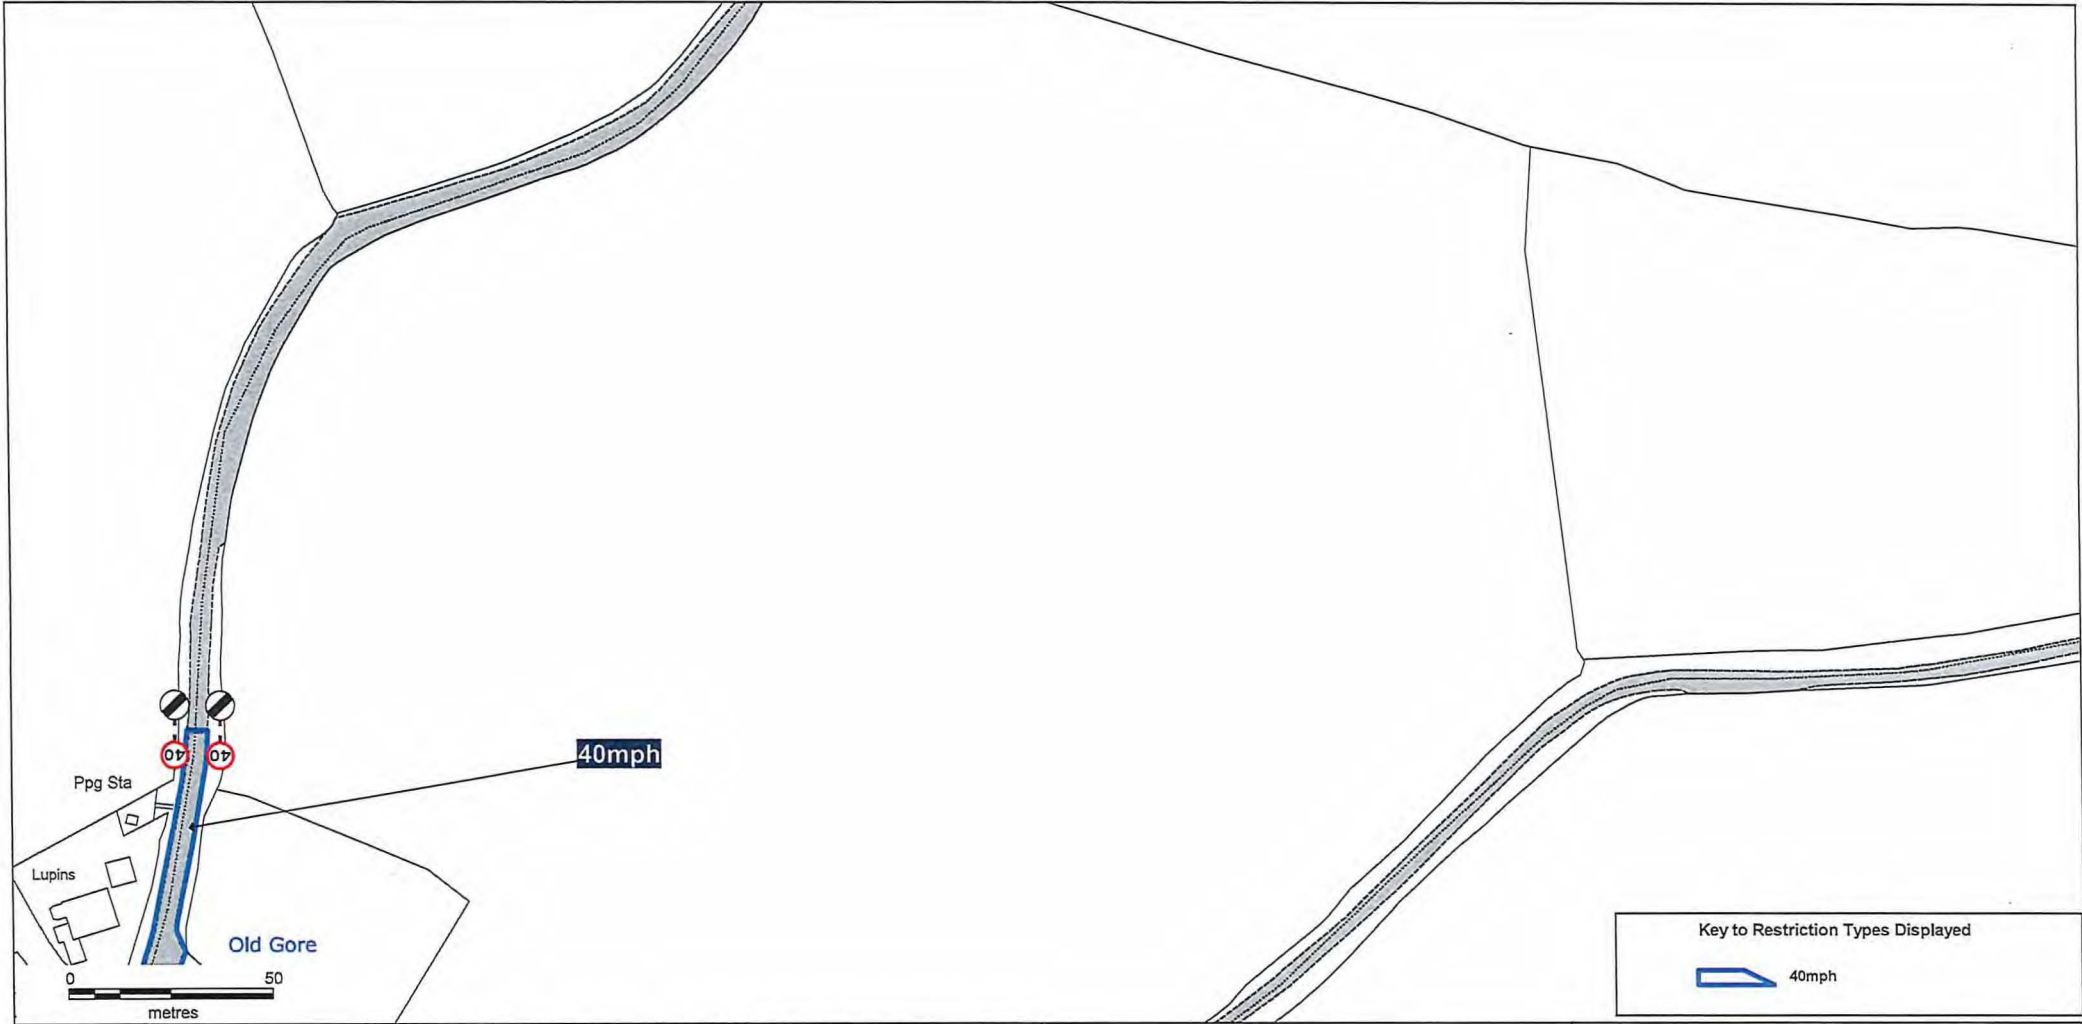 40 40
40mph
Ppg Sta
Lupins
Old Gore
0 50
metres
Key to Restriction Types Displayed
40mph